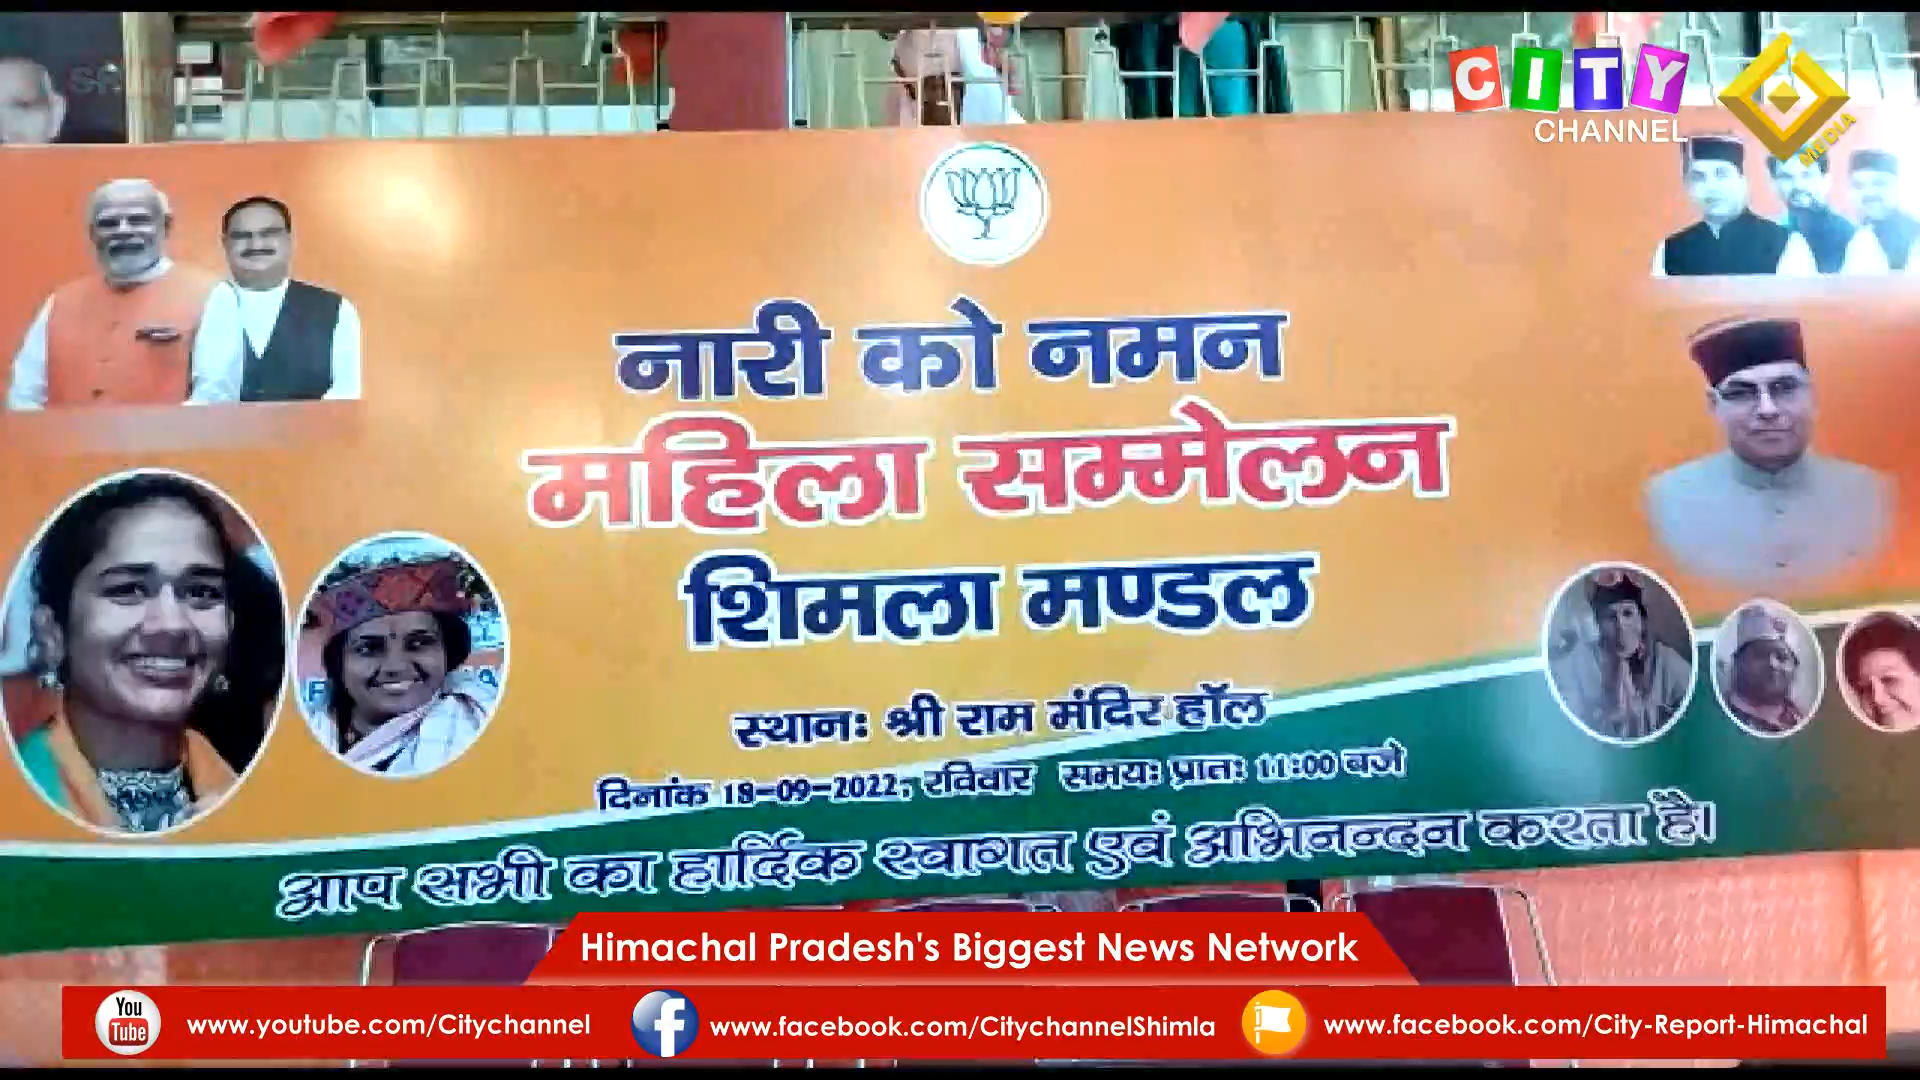 CITY
CHANNEL
MEDIA
नारी को नमन
महिला सम्मेलन
शिमला मण्डल
स्थानः श्री राम मंदिर हॉल
दिनांक 18-09-2022, रविवार समयः प्रातः 11:00 बजे
आप सभी का हार्दिक स्वागत एवं अभिनन्दन करता है।
Himachal Pradesh's Biggest News Network
You Tube www.youtube.com/Citychannel f www.facebook.com/CitychannelShimla www.facebook.com/City-Report-Himachal